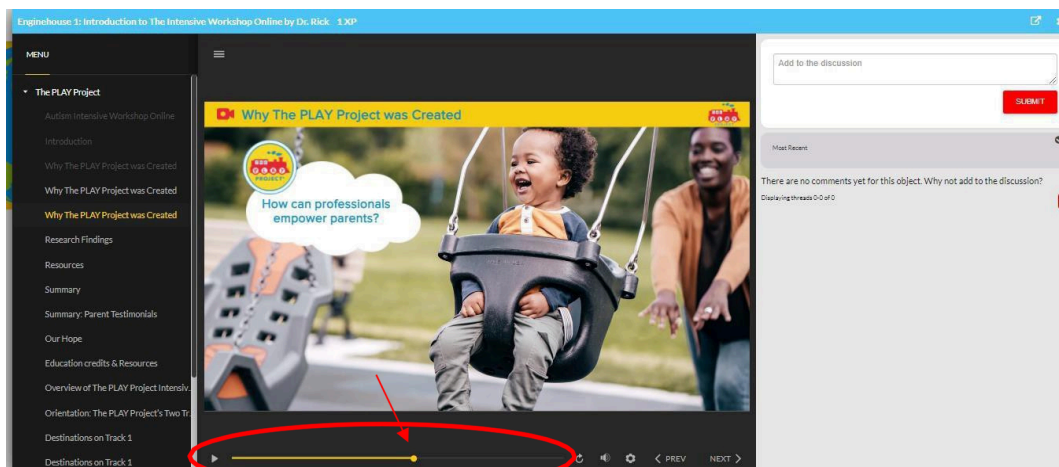 Enginehouse 1: Introduction to The Intensive Workshop Online by Dr. Rick 1 XP
MENU
The PLAY Project
Autism Intensive Workshop Online
Introduction
Why The PLAY Project was Created
Why The PLAY Project was Created
Why The PLAY Project was Created
Research Findings
Resources
Summary
Summary: Parent Testimonials
Our Hope
Education credits & Resources
Overview of The PLAY Project Intensiv..
Orientation: The PLAY Project's Two Tr..
Destinations on Track 1
Destinations on Track 1
Why The PLAY Project was Created
PROJECT
How can professionals
empower parents?
PREV
NEXT
Add to the discussion
SUBMIT
Most Recent
There are no comments yet for this object. Why not add to the discussion?
Displaying threads 0-0 of 0